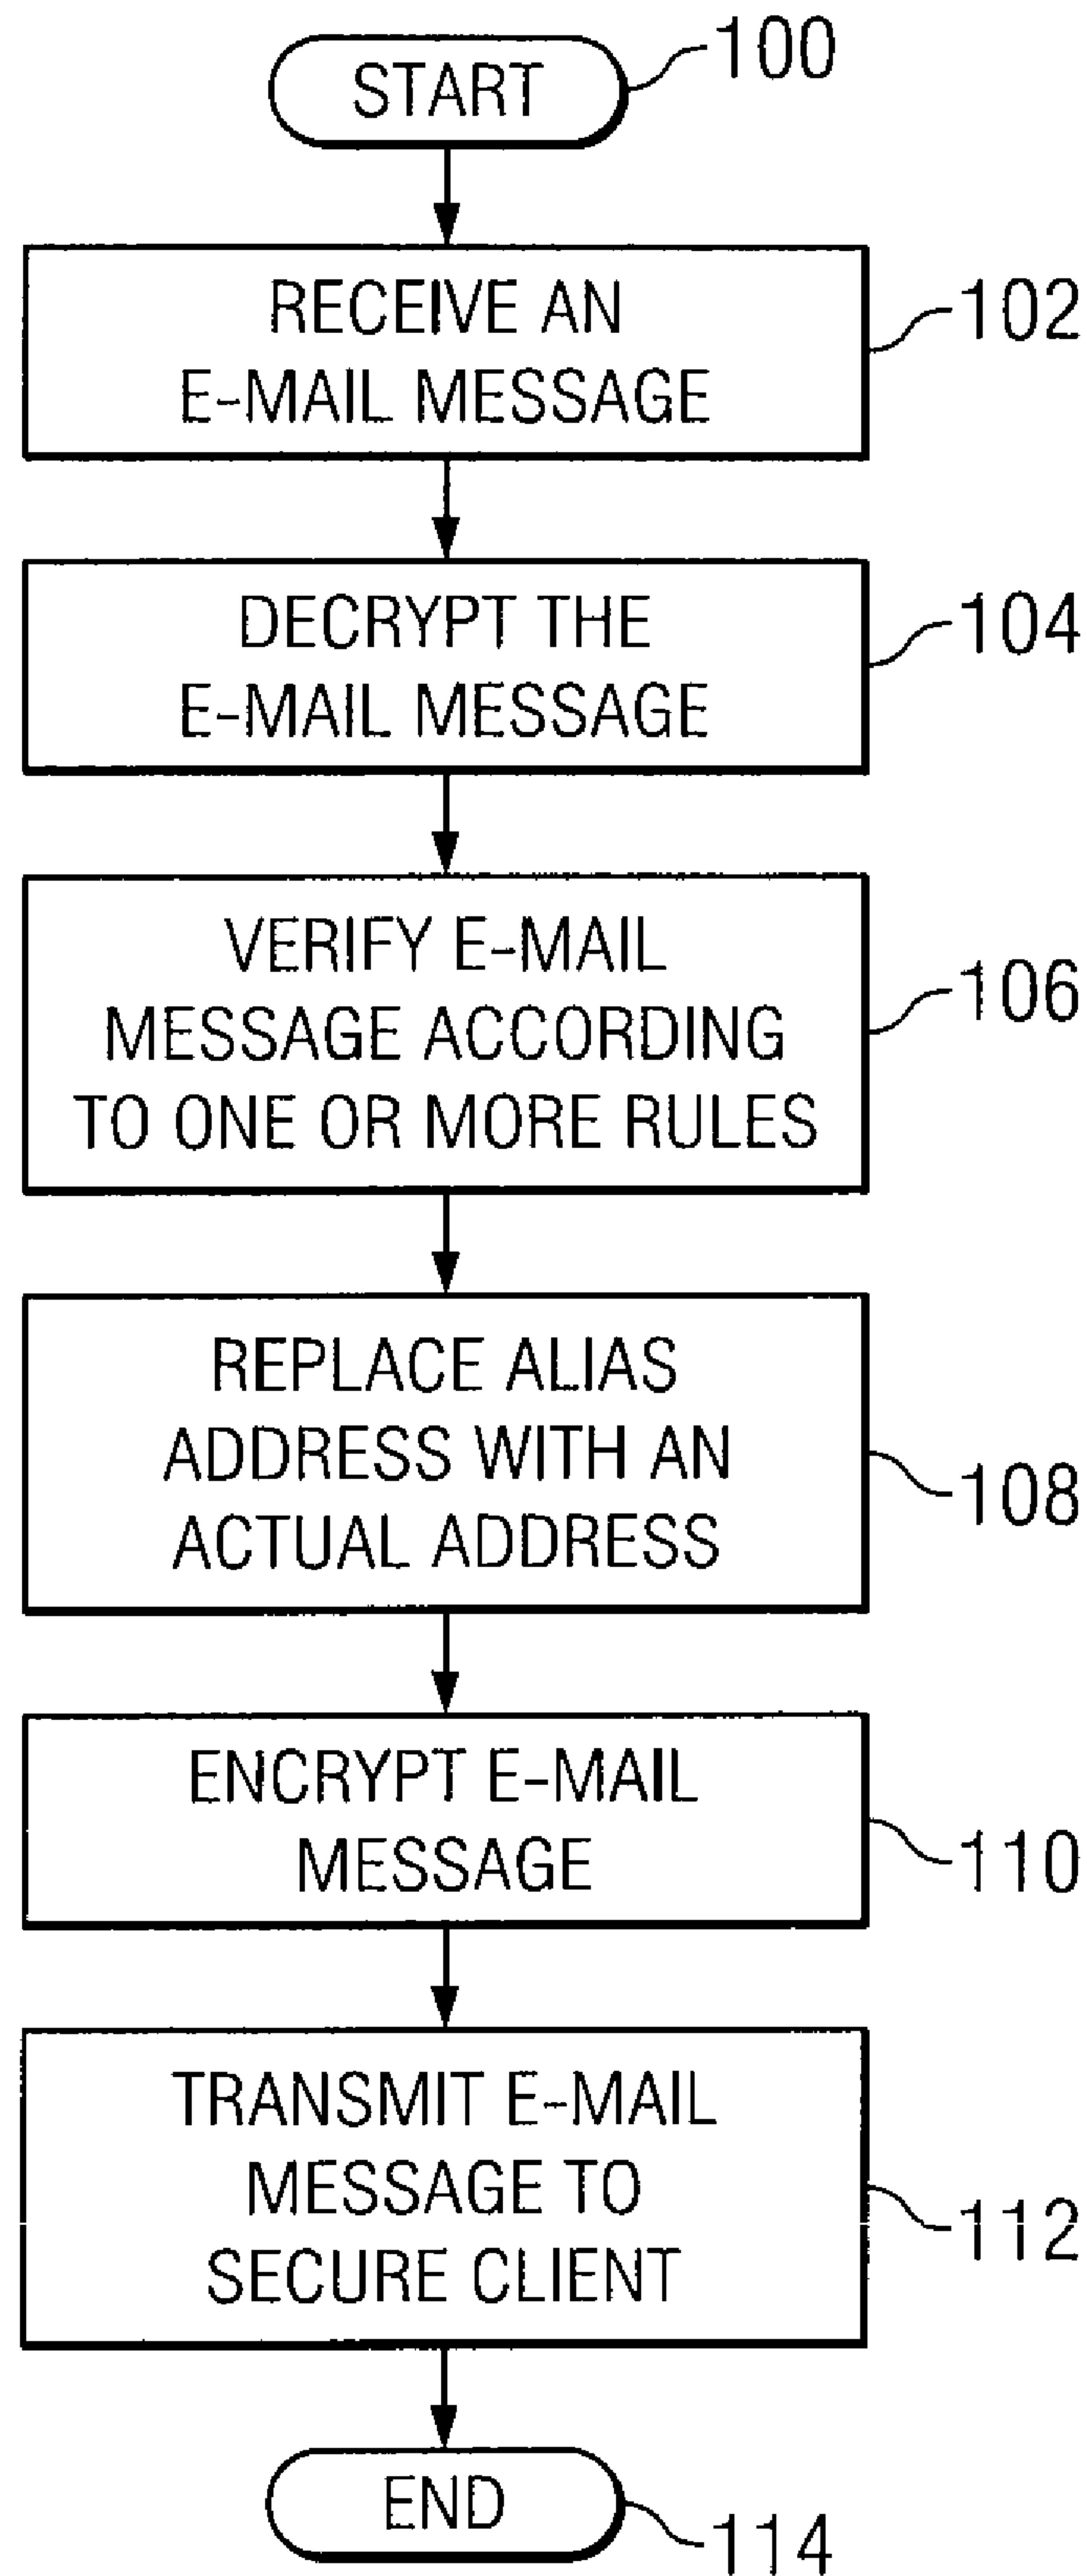 START
100
RECEIVE AN
E-MAIL MESSAGE
102
DECRYPT THE
E-MAIL MESSAGE
104
VERIFY E-MAIL
MESSAGE ACCORDING
TO ONE OR MORE RULES
106
REPLACE ALIAS
ADDRESS WITH AN
ACTUAL ADDRESS
108
ENCRYPT E-MAIL
MESSAGE
110
TRANSMIT E-MAIL
MESSAGE TO
SECURE CLIENT
112
END
114